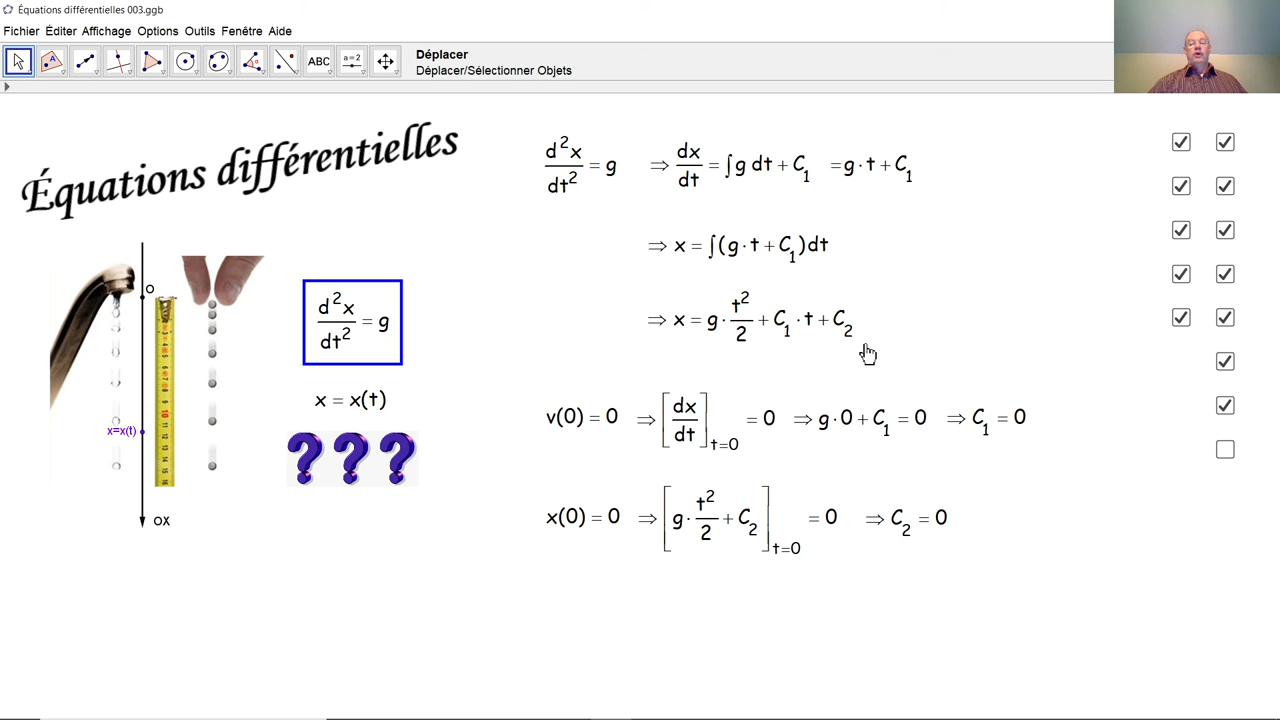 Équations différentielles 003.ggb
Fichier Éditer Affichage Options Outils Fenêtre Aide
ABC
a=2
Déplacer
Déplacer/Sélectionner Objets
Équations différentielles
O
x=x(t)
OX
d²x/dt² = g
x = x(t)
???
d²x/dt² = g ⇒ dx/dt = ∫g dt + C₁ = g·t + C₁
⇒ x = ∫(g·t + C₁)dt
⇒ x = g·t²/2 + C₁·t + C₂
v(0) = 0 ⇒ [dx/dt]t=0 = 0 ⇒ g·0 + C₁ = 0 ⇒ C₁ = 0
x(0) = 0 ⇒ [g·t²/2 + C₂]t=0 = 0 ⇒ C₂ = 0